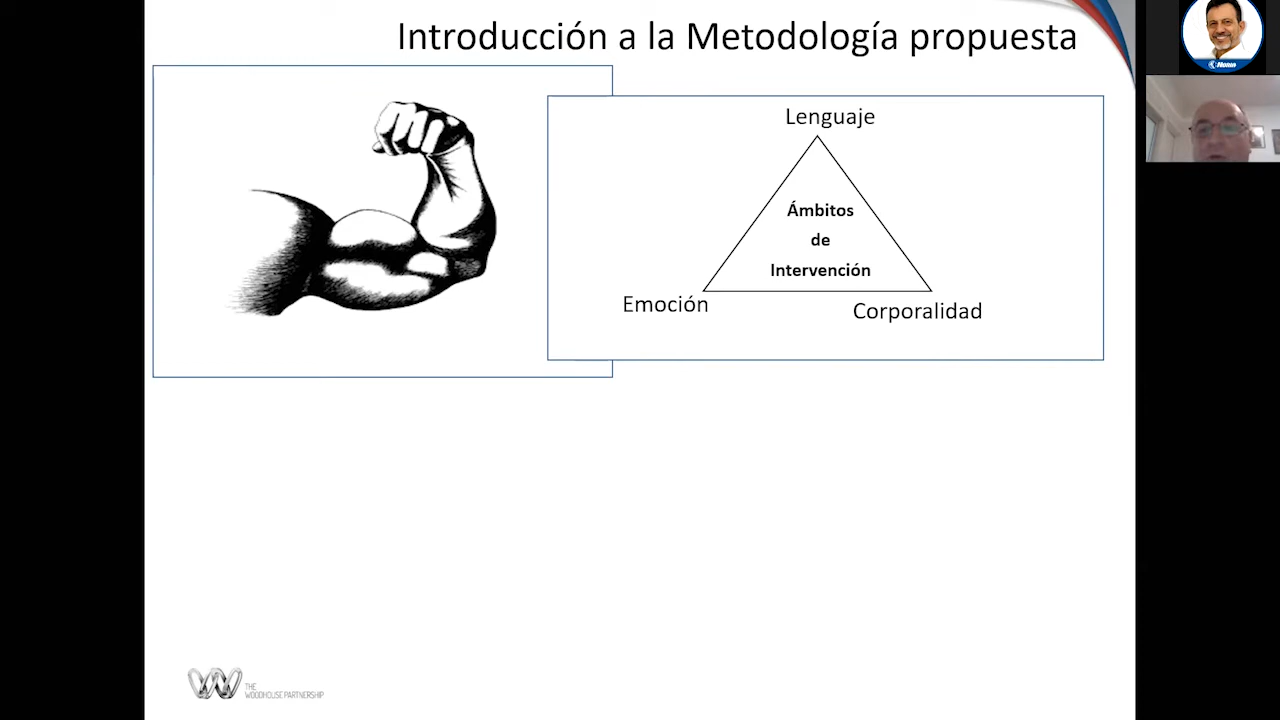 Introducción a la Metodología propuesta
Lenguaje
Ámbitos
de
Intervención
Emoción
Corporalidad
THE
WOODHOUSE PARTNERSHIP